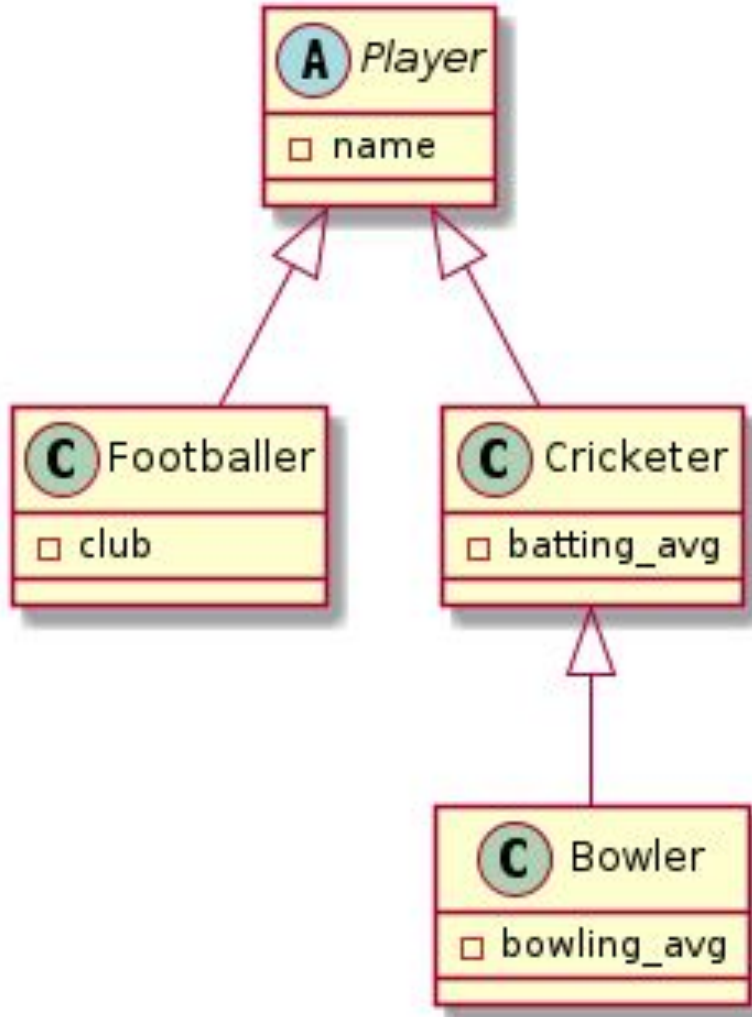 A Player
name
C Footballer
club
C Cricketer
batting_avg
C Bowler
bowling_avg